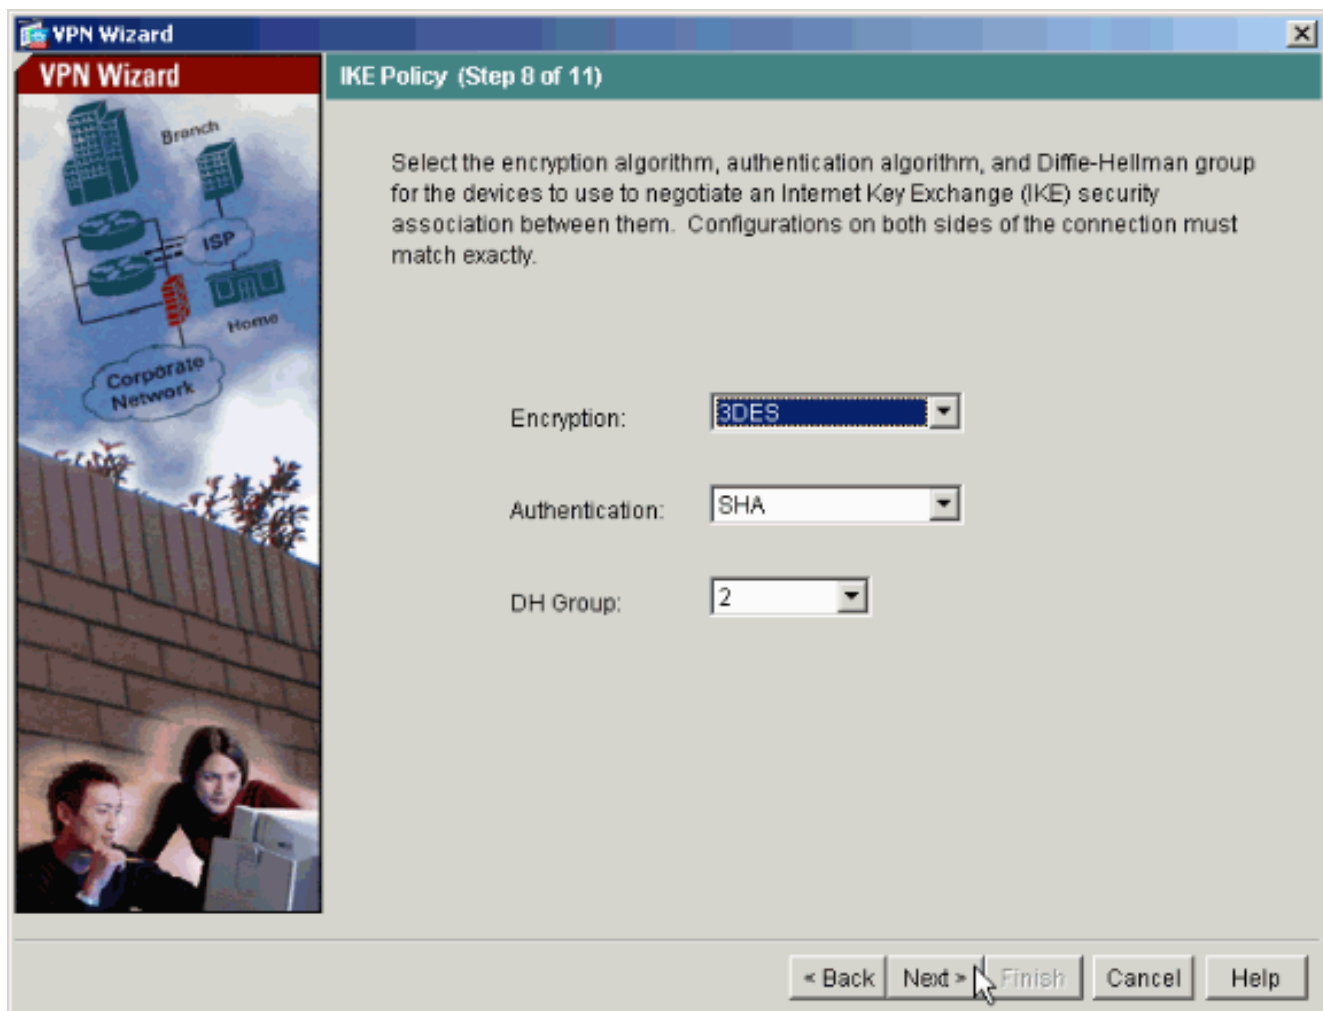 VPN Wizard
VPN Wizard
IKE Policy (Step 8 of 11)
Branch
ISP
Home
Corporate
Network
Select the encryption algorithm, authentication algorithm, and Diffie-Hellman group
for the devices to use to negotiate an Internet Key Exchange (IKE) security
association between them. Configurations on both sides of the connection must
match exactly.
Encryption: 3DES
Authentication: SHA
DH Group: 2
< Back Next > Finish Cancel Help